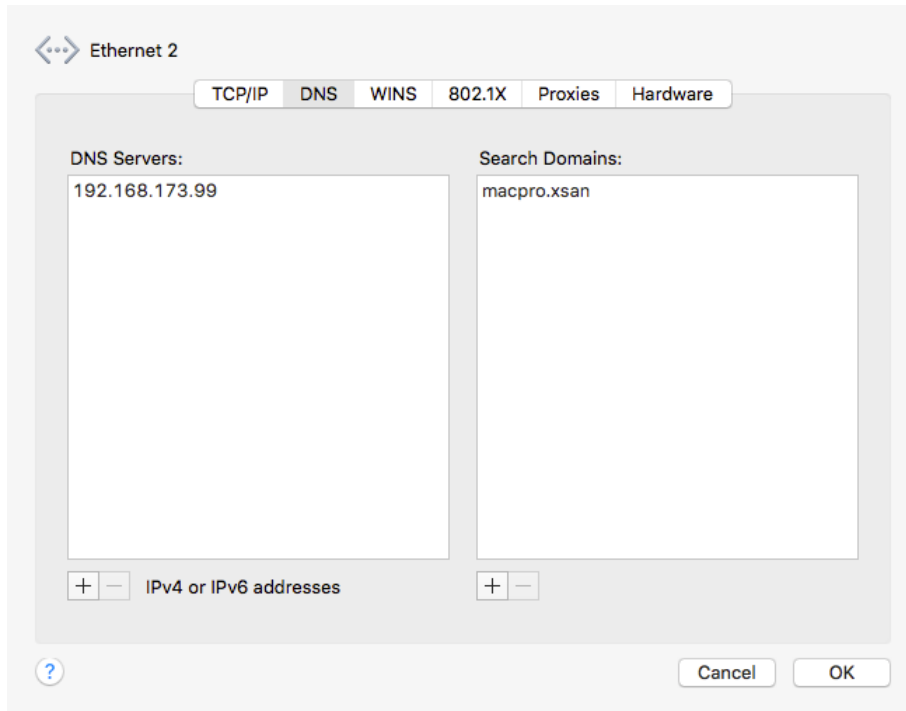 Ethernet 2
TCP/IP DNS WINS 802.1X Proxies Hardware
DNS Servers:
192.168.173.99
Search Domains:
macpro.xsan
+ − IPv4 or IPv6 addresses
+ −
? Cancel OK